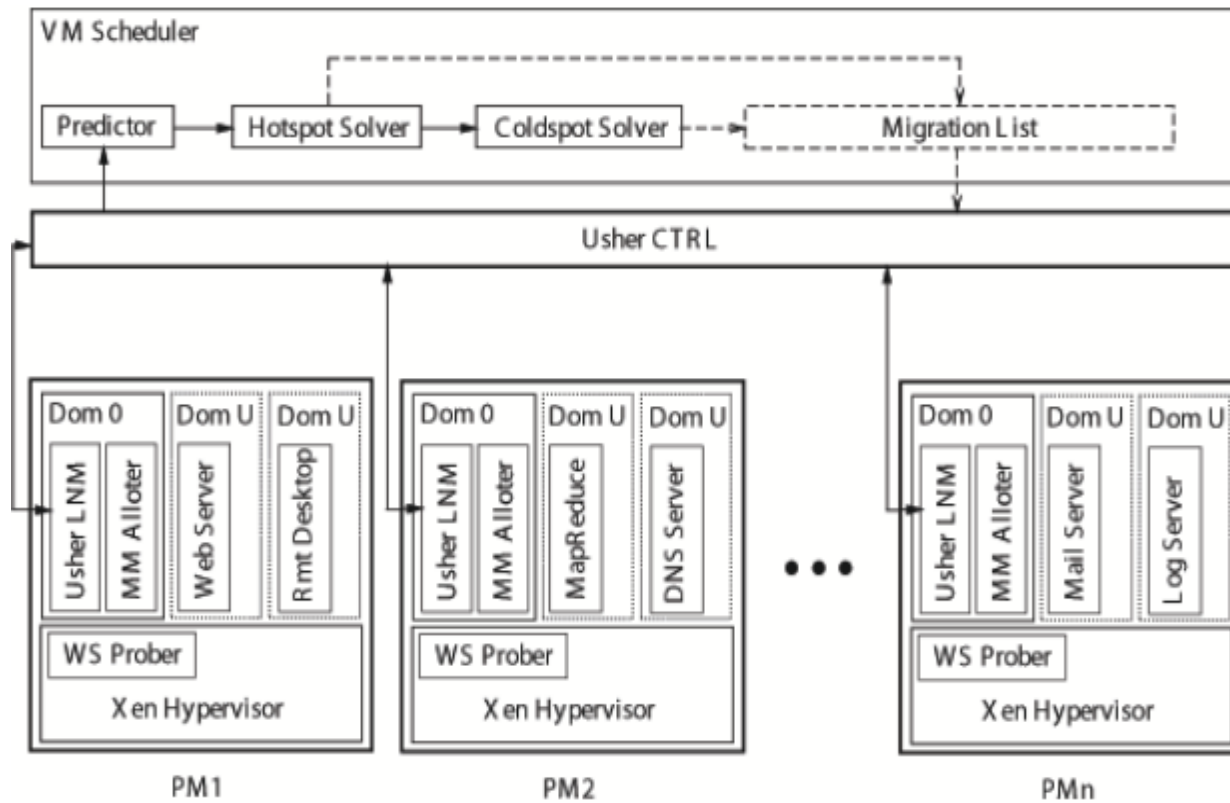 VM Scheduler
Predictor
Hotspot Solver
Coldspot Solver
Migration List
Usher CTRL
Dom 0
Dom U
Dom U
Usher LNM
MM Alloter
Web Server
Rmt Desktop
WS Prober
Xen Hypervisor
PM1
Dom 0
Dom U
Dom U
Usher LNM
MM Alloter
MapReduce
DNS Server
WS Prober
Xen Hypervisor
PM2
Dom 0
Dom U
Dom U
Usher LNM
MM Alloter
Mail Server
Log Server
WS Prober
Xen Hypervisor
PMn